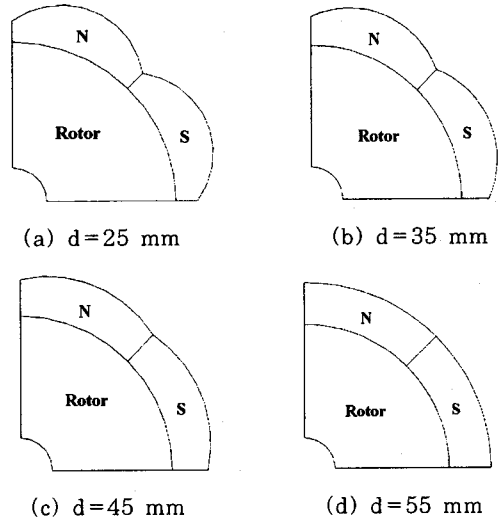 N
Rotor
S
(a) d=25 mm
N
Rotor
S
(b) d=35 mm
N
Rotor
S
(c) d=45 mm
N
Rotor
S
(d) d=55 mm